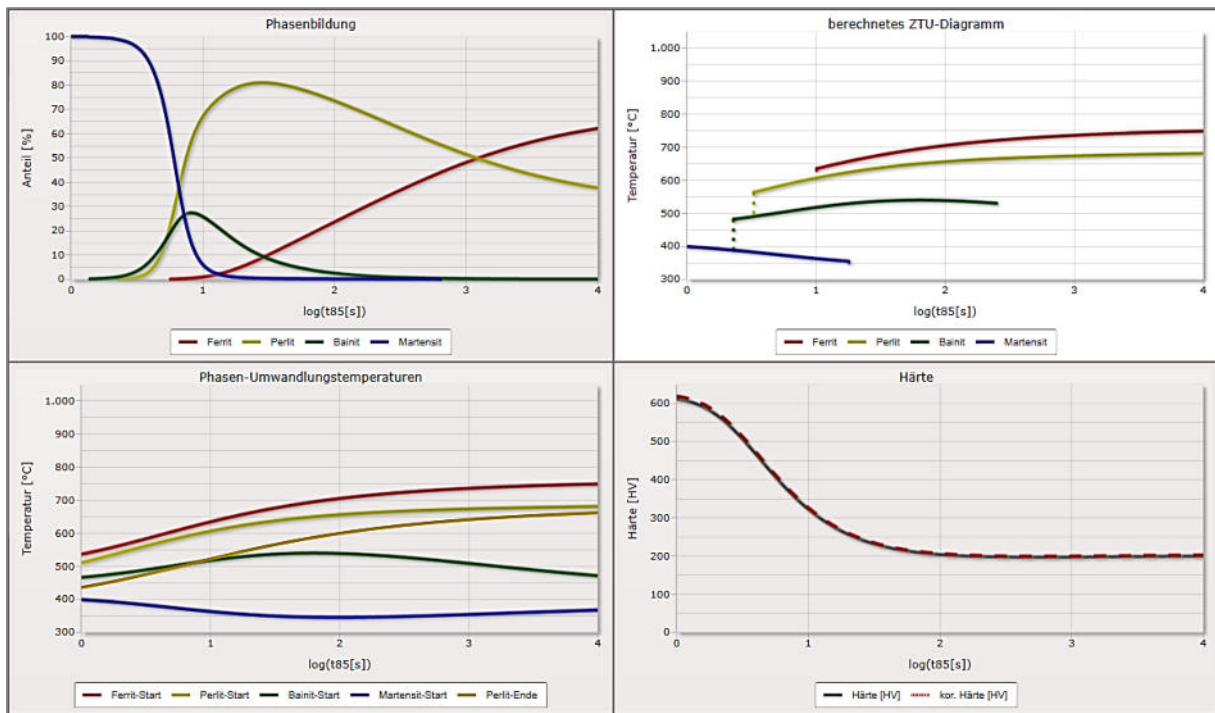 Phasenbildung
Anteil [%]
100
90
80
70
60
50
40
30
20
10
0
0 1 2 3 4
log(t85[s])
Ferrit Perlit Bainit Martensit
berechnetes ZTU-Diagramm
Temperatur [°C]
1.000
900
800
700
600
500
400
300
0 1 2 3 4
log(t85[s])
Ferrit Perlit Bainit Martensit
Phasen-Umwandlungstemperaturen
Temperatur [°C]
1.000
900
800
700
600
500
400
300
0 1 2 3 4
log(t85[s])
Ferrit-Start Perlit-Start Bainit-Start Martensit-Start Perlit-Ende
Härte
Härte [HV]
600
500
400
300
200
100
0
0 1 2 3 4
log(t85[s])
Härte [HV] kor. Härte [HV]